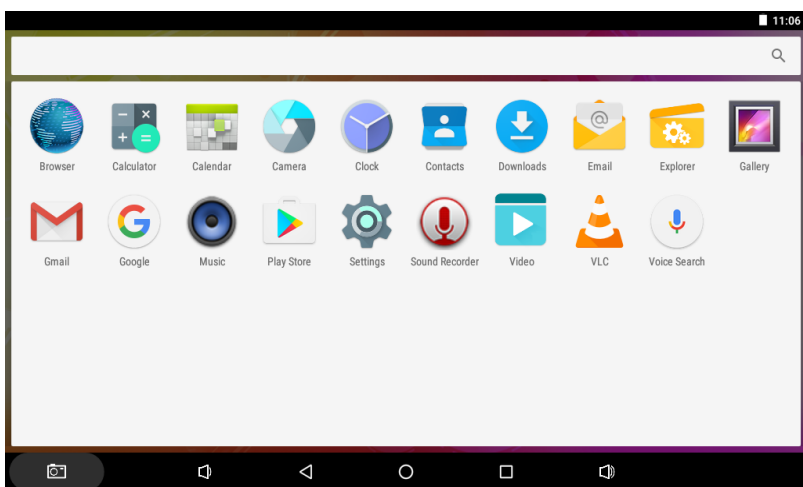 11:06
Browser Calculator Calendar Camera Clock Contacts Downloads Email Explorer Gallery
Gmail Google Music Play Store Settings Sound Recorder Video VLC Voice Search